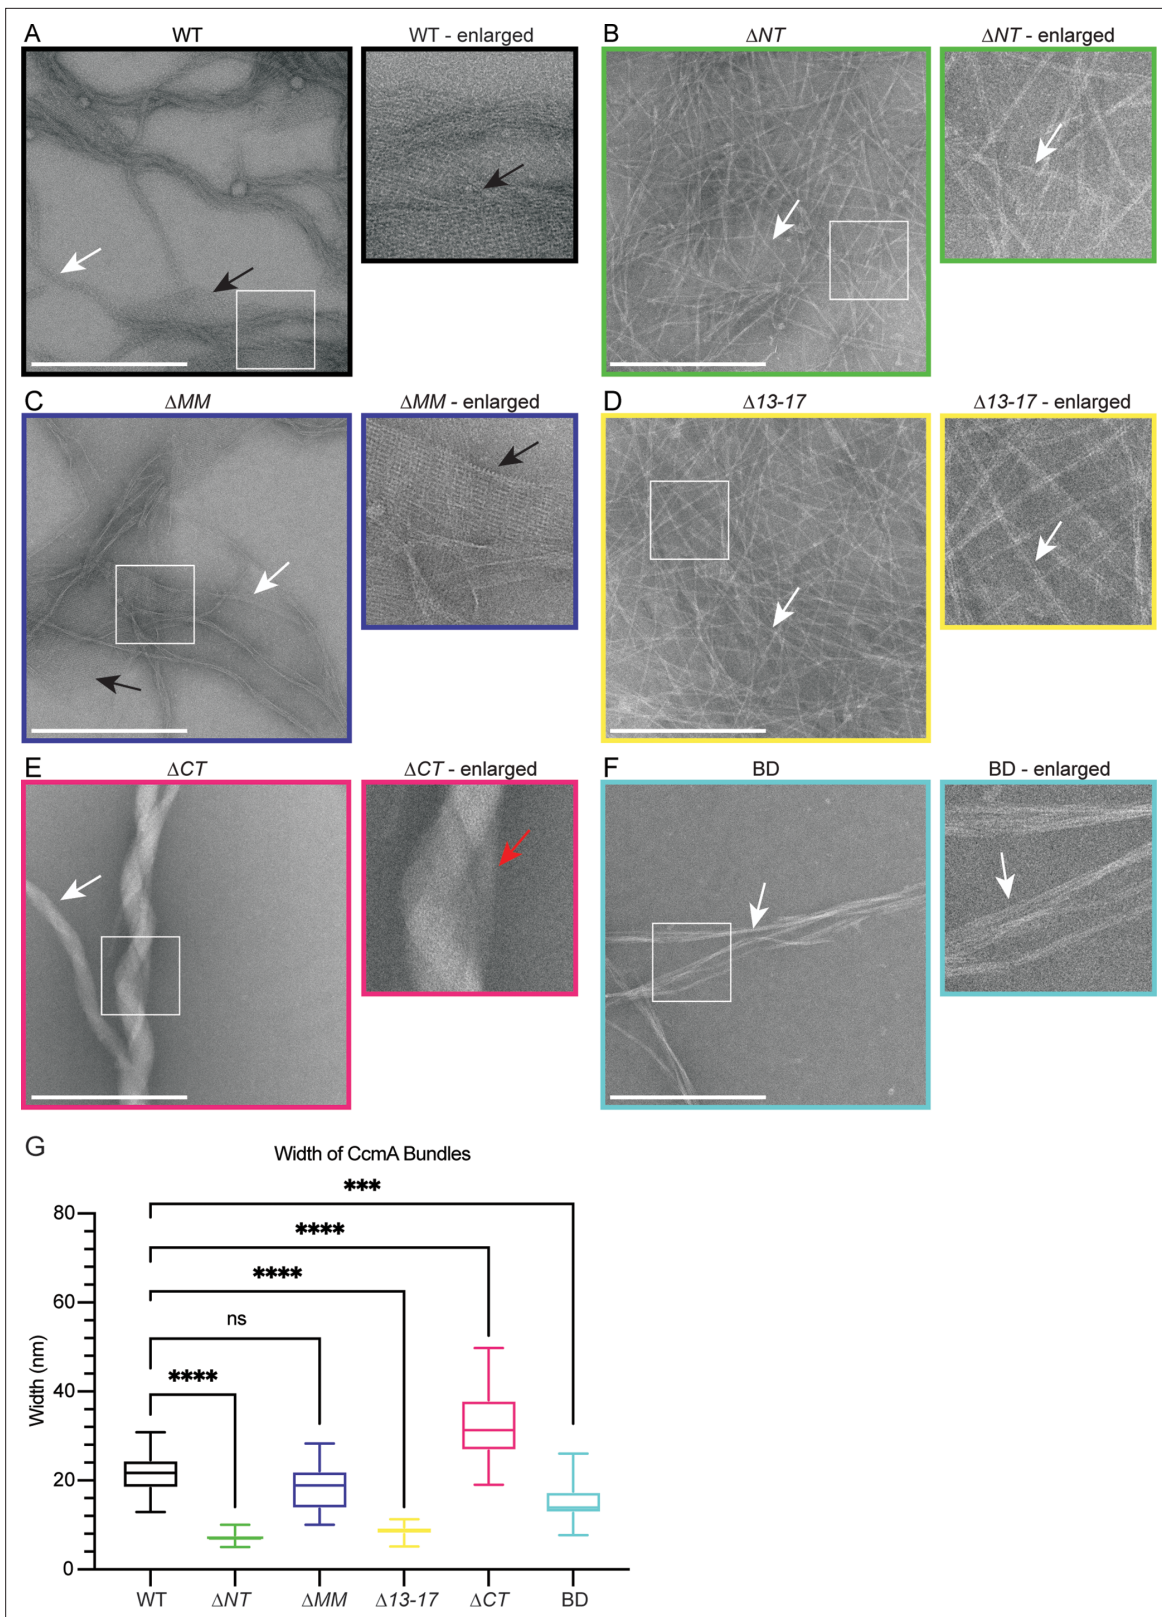 A
WT
WT - enlarged
B
ΔNT
ΔNT - enlarged
C
ΔMM
ΔMM - enlarged
D
Δ13-17
Δ13-17 - enlarged
E
ΔCT
ΔCT - enlarged
F
BD
BD - enlarged
G
Width of CcmA Bundles
***
****
****
ns
****
Width (nm)
80
60
40
20
0
WT
ΔNT
ΔMM
Δ13-17
ΔCT
BD